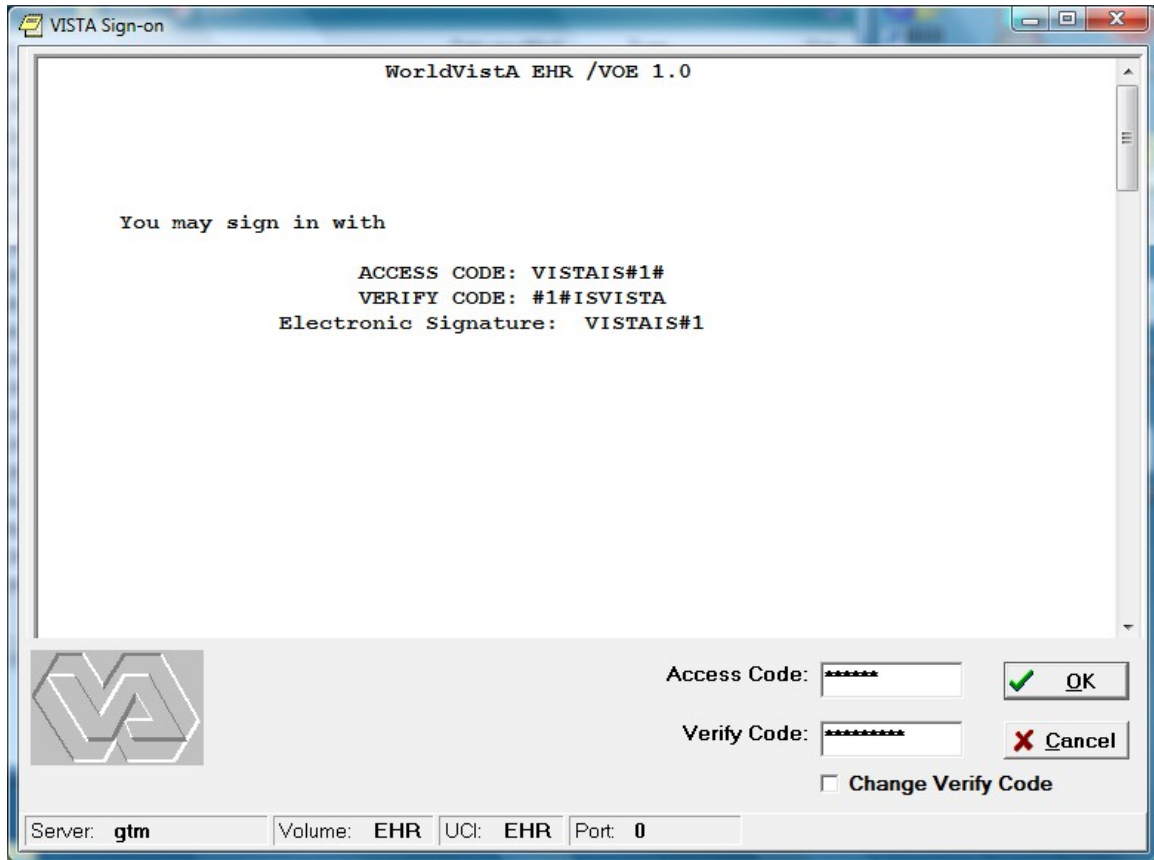 VISTA Sign-on
WorldVistA EHR /VOE 1.0
You may sign in with
ACCESS CODE: VISTAIS#1#
VERIFY CODE: #1#ISVISTA
Electronic Signature: VISTAIS#1
Access Code: ******
OK
Verify Code: *********
Cancel
Change Verify Code
VA
Server: gtm Volume: EHR UCI: EHR Port: 0